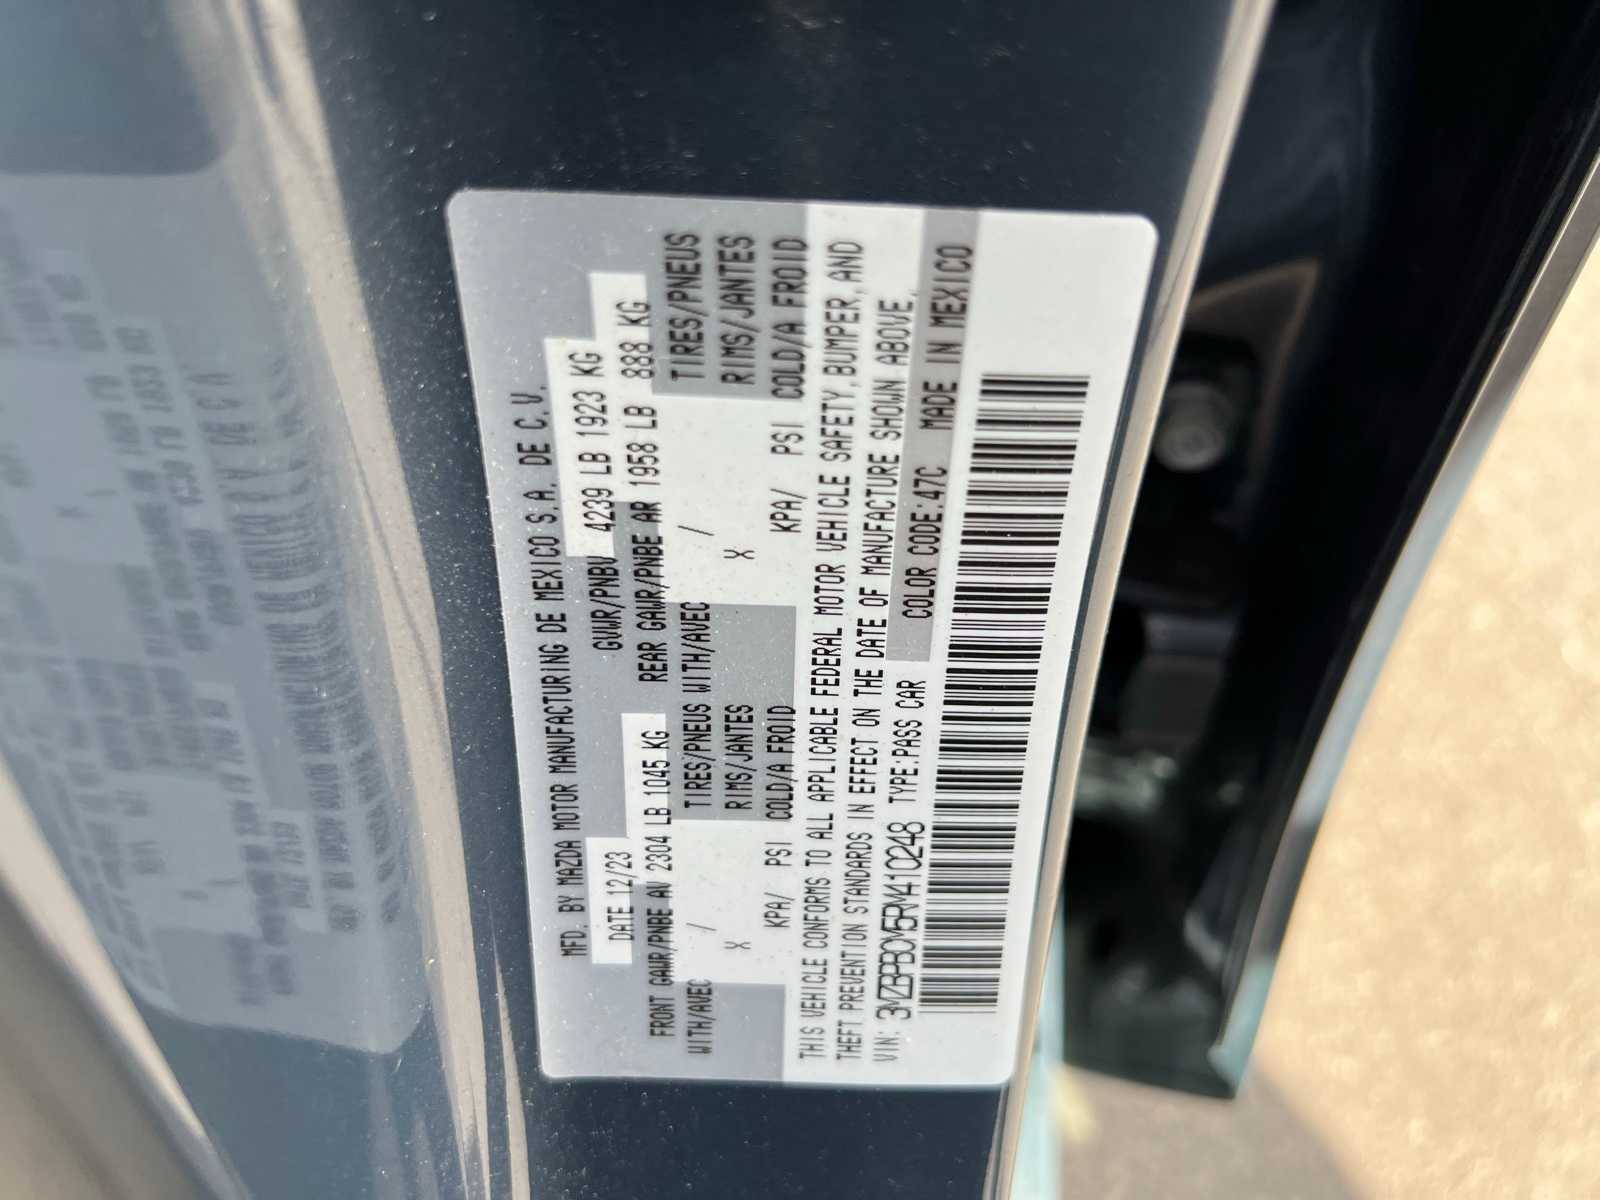 MFD. BY MAZDA MOTOR MANUFACTURING DE MEXICO S.A. DE C.V.
DATE 12/23 GVWR/PNBV 4239 LB 1923 KG
FRONT GAWR/PNBE AV 2304 LB 1045 KG REAR GAWR/PNBE AR 1958 LB 888 KG
WITH/AVEC / TIRES/PNEUS WITH/AVEC / TIRES/PNEUS
X RIMS/JANTES X RIMS/JANTES
KPA/ PSI COLD/A FROID KPA/ PSI COLD/A FROID
THIS VEHICLE CONFORMS TO ALL APPLICABLE FEDERAL MOTOR VEHICLE SAFETY, BUMPER, AND
THEFT PREVENTION STANDARDS IN EFFECT ON THE DATE OF MANUFACTURE SHOWN ABOVE.
VIN: 3MZBPBCM5RM410248 TYPE:PASS CAR COLOR CODE:47C MADE IN MEXICO